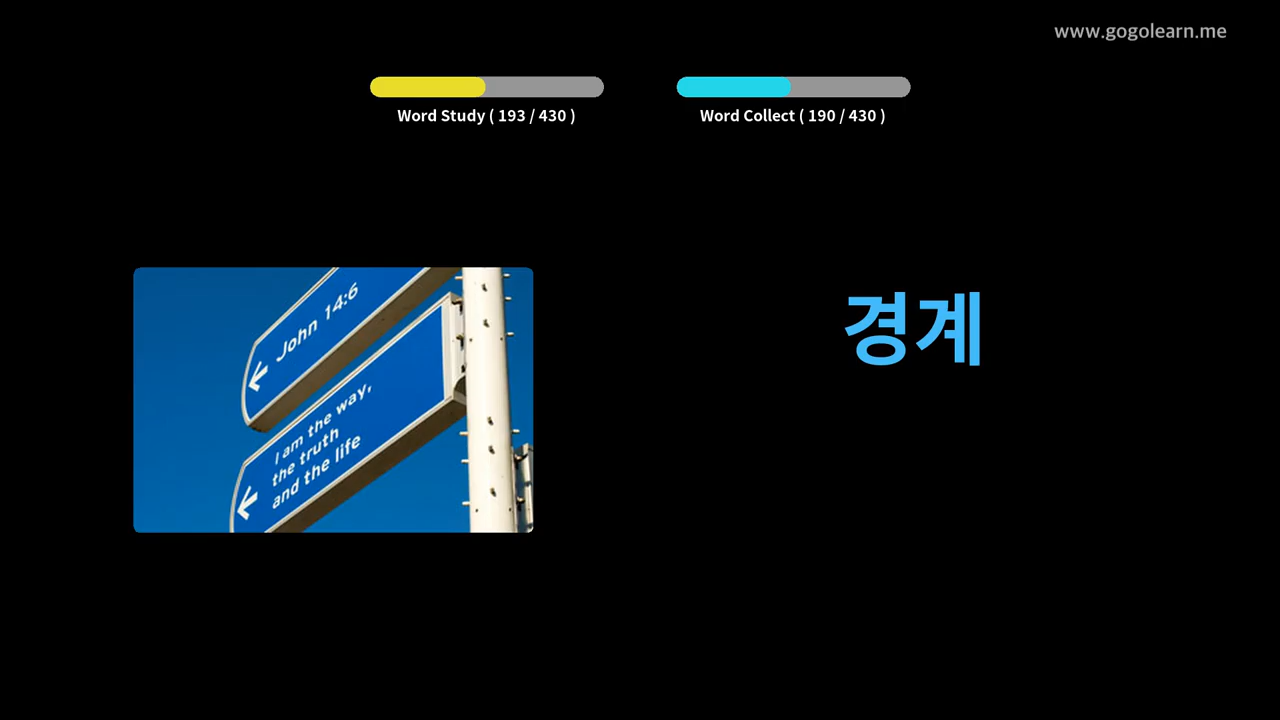 www.gogolearn.me
Word Study ( 193 / 430 )
Word Collect ( 190 / 430 )
John 14:6
I am the way,
the truth
and the life
경계